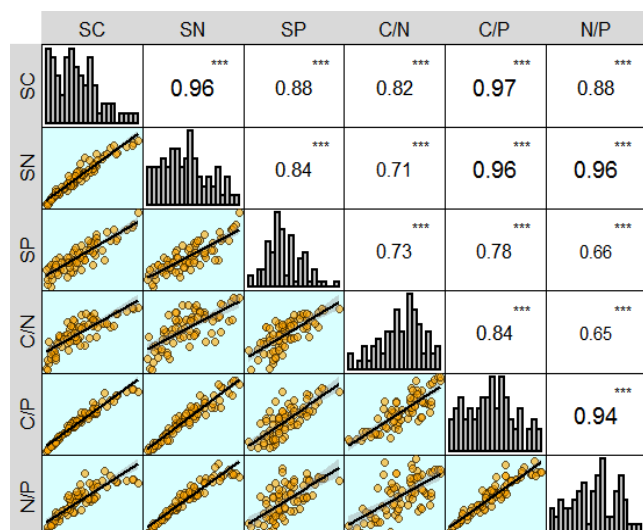 SC SN SP C/N C/P N/P
SC 0.96 *** 0.88 *** 0.82 *** 0.97 *** 0.88 ***
SN 0.84 *** 0.71 *** 0.96 *** 0.96 ***
SP 0.73 *** 0.78 *** 0.66 ***
C/N 0.84 *** 0.65 ***
C/P 0.94 ***
N/P